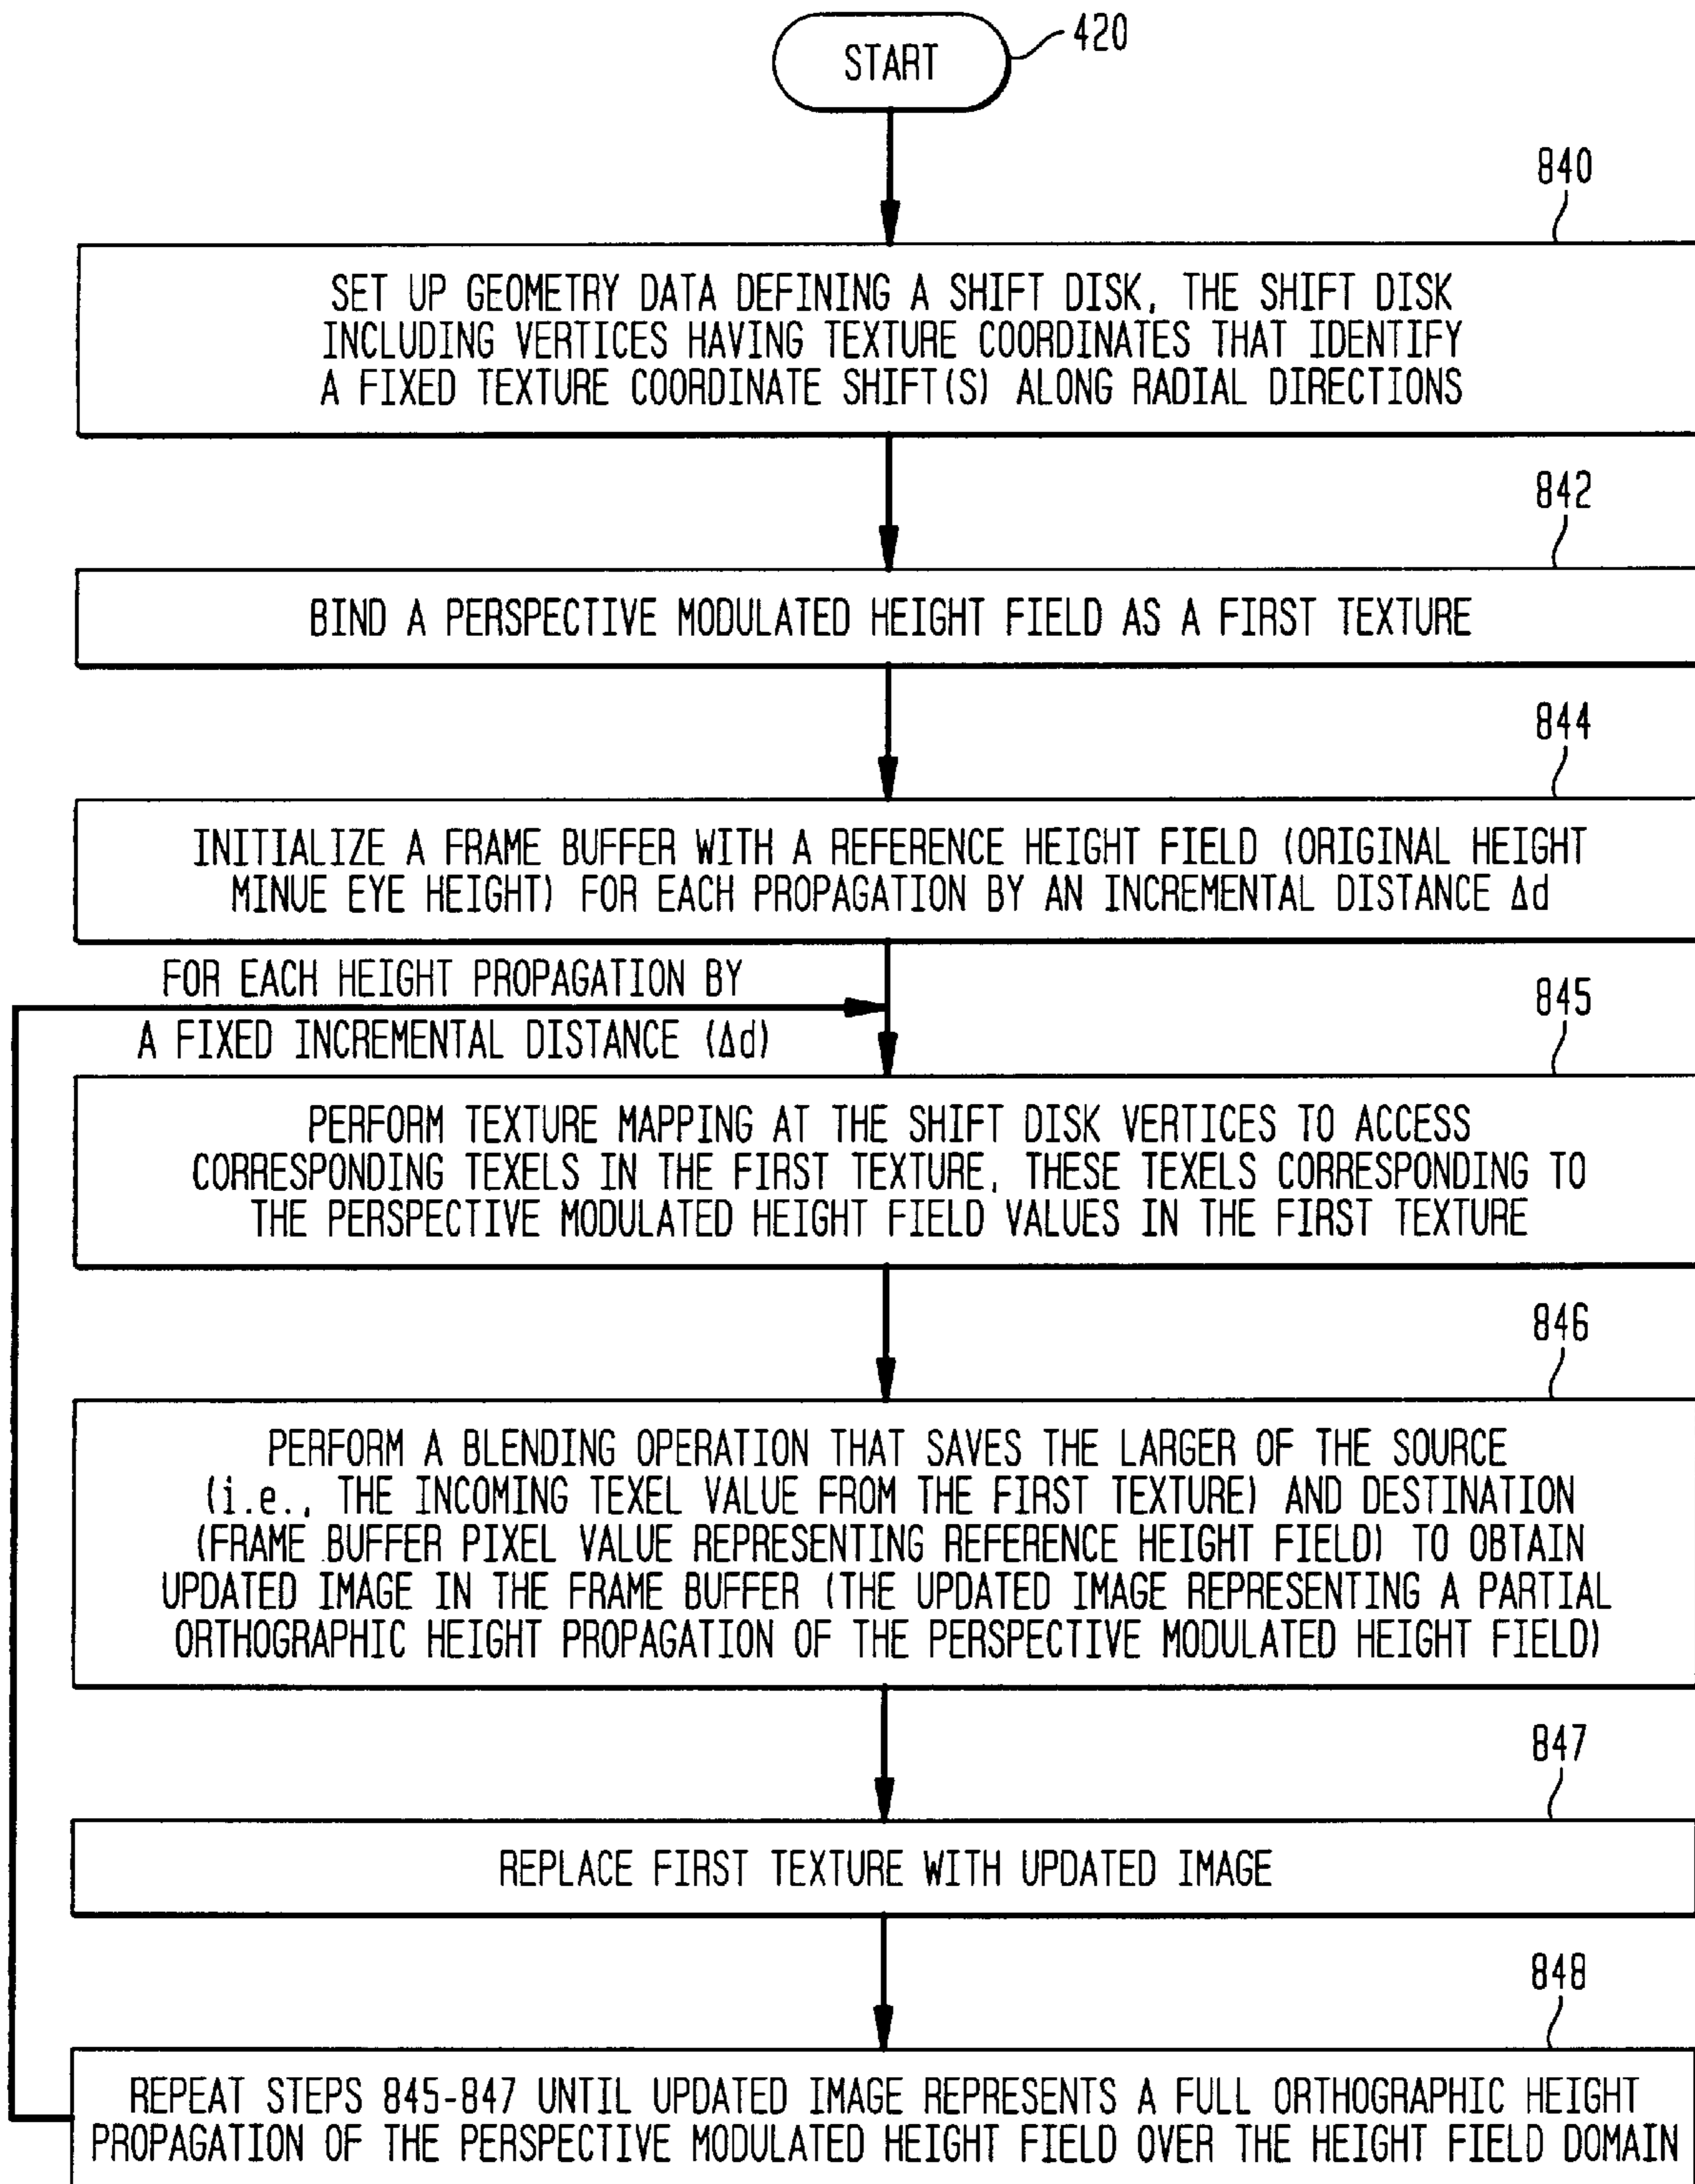 START
420
840
SET UP GEOMETRY DATA DEFINING A SHIFT DISK, THE SHIFT DISK
INCLUDING VERTICES HAVING TEXTURE COORDINATES THAT IDENTIFY
A FIXED TEXTURE COORDINATE SHIFT(S) ALONG RADIAL DIRECTIONS
842
BIND A PERSPECTIVE MODULATED HEIGHT FIELD AS A FIRST TEXTURE
844
INITIALIZE A FRAME BUFFER WITH A REFERENCE HEIGHT FIELD (ORIGINAL HEIGHT
MINUE EYE HEIGHT) FOR EACH PROPAGATION BY AN INCREMENTAL DISTANCE Δd
FOR EACH HEIGHT PROPAGATION BY
A FIXED INCREMENTAL DISTANCE (Δd)
845
PERFORM TEXTURE MAPPING AT THE SHIFT DISK VERTICES TO ACCESS
CORRESPONDING TEXELS IN THE FIRST TEXTURE, THESE TEXELS CORRESPONDING TO
THE PERSPECTIVE MODULATED HEIGHT FIELD VALUES IN THE FIRST TEXTURE
846
PERFORM A BLENDING OPERATION THAT SAVES THE LARGER OF THE SOURCE
(i.e., THE INCOMING TEXEL VALUE FROM THE FIRST TEXTURE) AND DESTINATION
(FRAME BUFFER PIXEL VALUE REPRESENTING REFERENCE HEIGHT FIELD) TO OBTAIN
UPDATED IMAGE IN THE FRAME BUFFER (THE UPDATED IMAGE REPRESENTING A PARTIAL
ORTHOGRAPHIC HEIGHT PROPAGATION OF THE PERSPECTIVE MODULATED HEIGHT FIELD)
847
REPLACE FIRST TEXTURE WITH UPDATED IMAGE
848
REPEAT STEPS 845-847 UNTIL UPDATED IMAGE REPRESENTS A FULL ORTHOGRAPHIC HEIGHT
PROPAGATION OF THE PERSPECTIVE MODULATED HEIGHT FIELD OVER THE HEIGHT FIELD DOMAIN